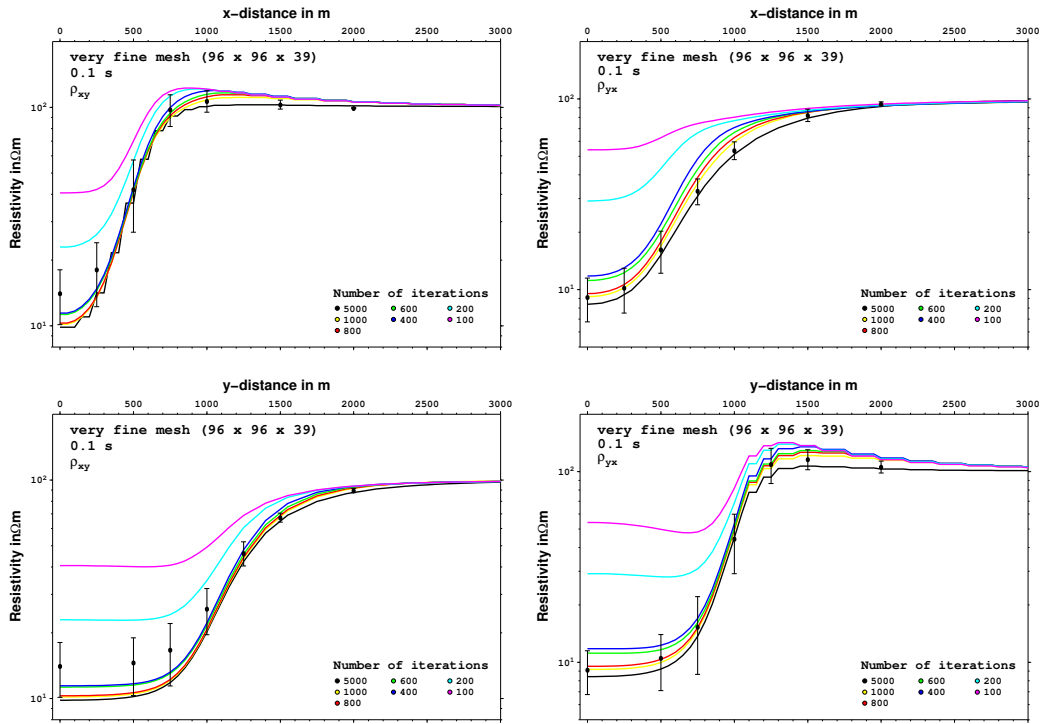 x-distance in m
0 500 1000 1500 2000 2500 3000
very fine mesh (96 x 96 x 39)
0.1 s
ρxy
10²
10¹
Resistivity in Ωm
Number of iterations
5000 600 200
1000 400 100
800
x-distance in m
0 500 1000 1500 2000 2500 3000
very fine mesh (96 x 96 x 39)
0.1 s
ρyx
10²
10¹
Resistivity in Ωm
Number of iterations
5000 600 200
1000 400 100
800
y-distance in m
0 500 1000 1500 2000 2500 3000
very fine mesh (96 x 96 x 39)
0.1 s
ρxy
10²
10¹
Resistivity in Ωm
Number of iterations
5000 600 200
1000 400 100
800
y-distance in m
0 500 1000 1500 2000 2500 3000
very fine mesh (96 x 96 x 39)
0.1 s
ρyx
10²
10¹
Resistivity in Ωm
Number of iterations
5000 600 200
1000 400 100
800